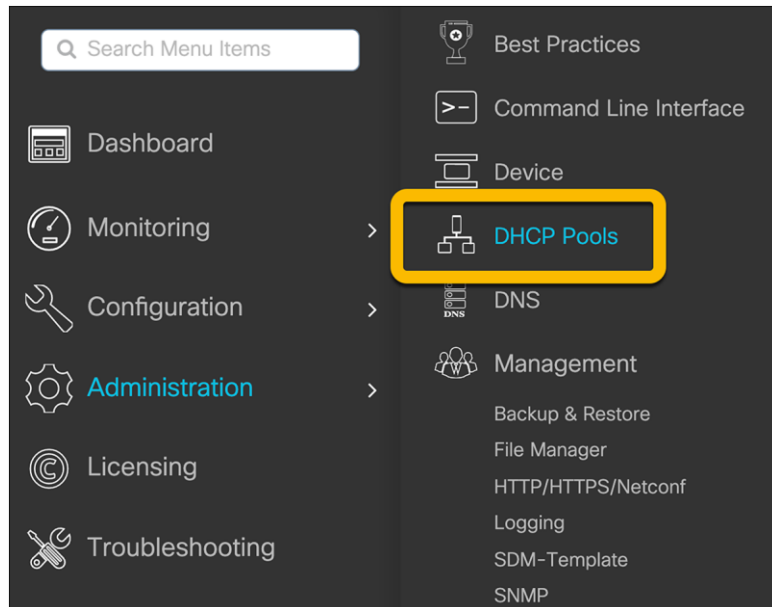 Search Menu Items
Dashboard
Monitoring
Configuration
Administration
Licensing
Troubleshooting
Best Practices
Command Line Interface
Device
DHCP Pools
DNS
DNS
Management
Backup & Restore
File Manager
HTTP/HTTPS/Netconf
Logging
SDM-Template
SNMP